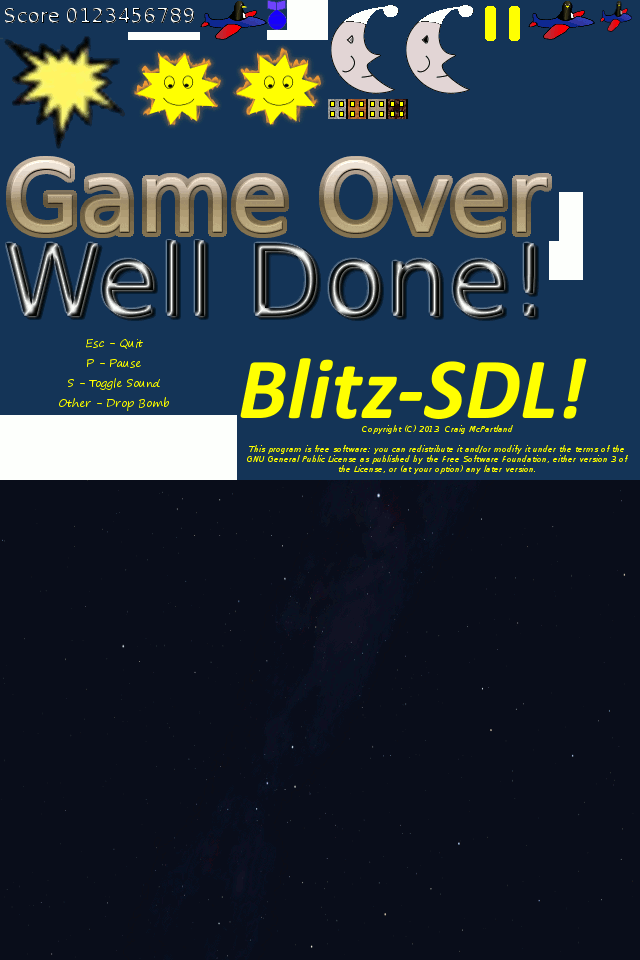 Score 0123456789
Game Over
Well Done!
Esc - Quit
P - Pause
S - Toggle Sound
Other - Drop Bomb
Blitz-SDL!
Copyright (C) 2013 Craig McPartland
This program is free software: you can redistribute it and/or modify it under the terms of the
GNU General Public License as published by the Free Software Foundation, either version 3 of
the License, or (at your option) any later version.